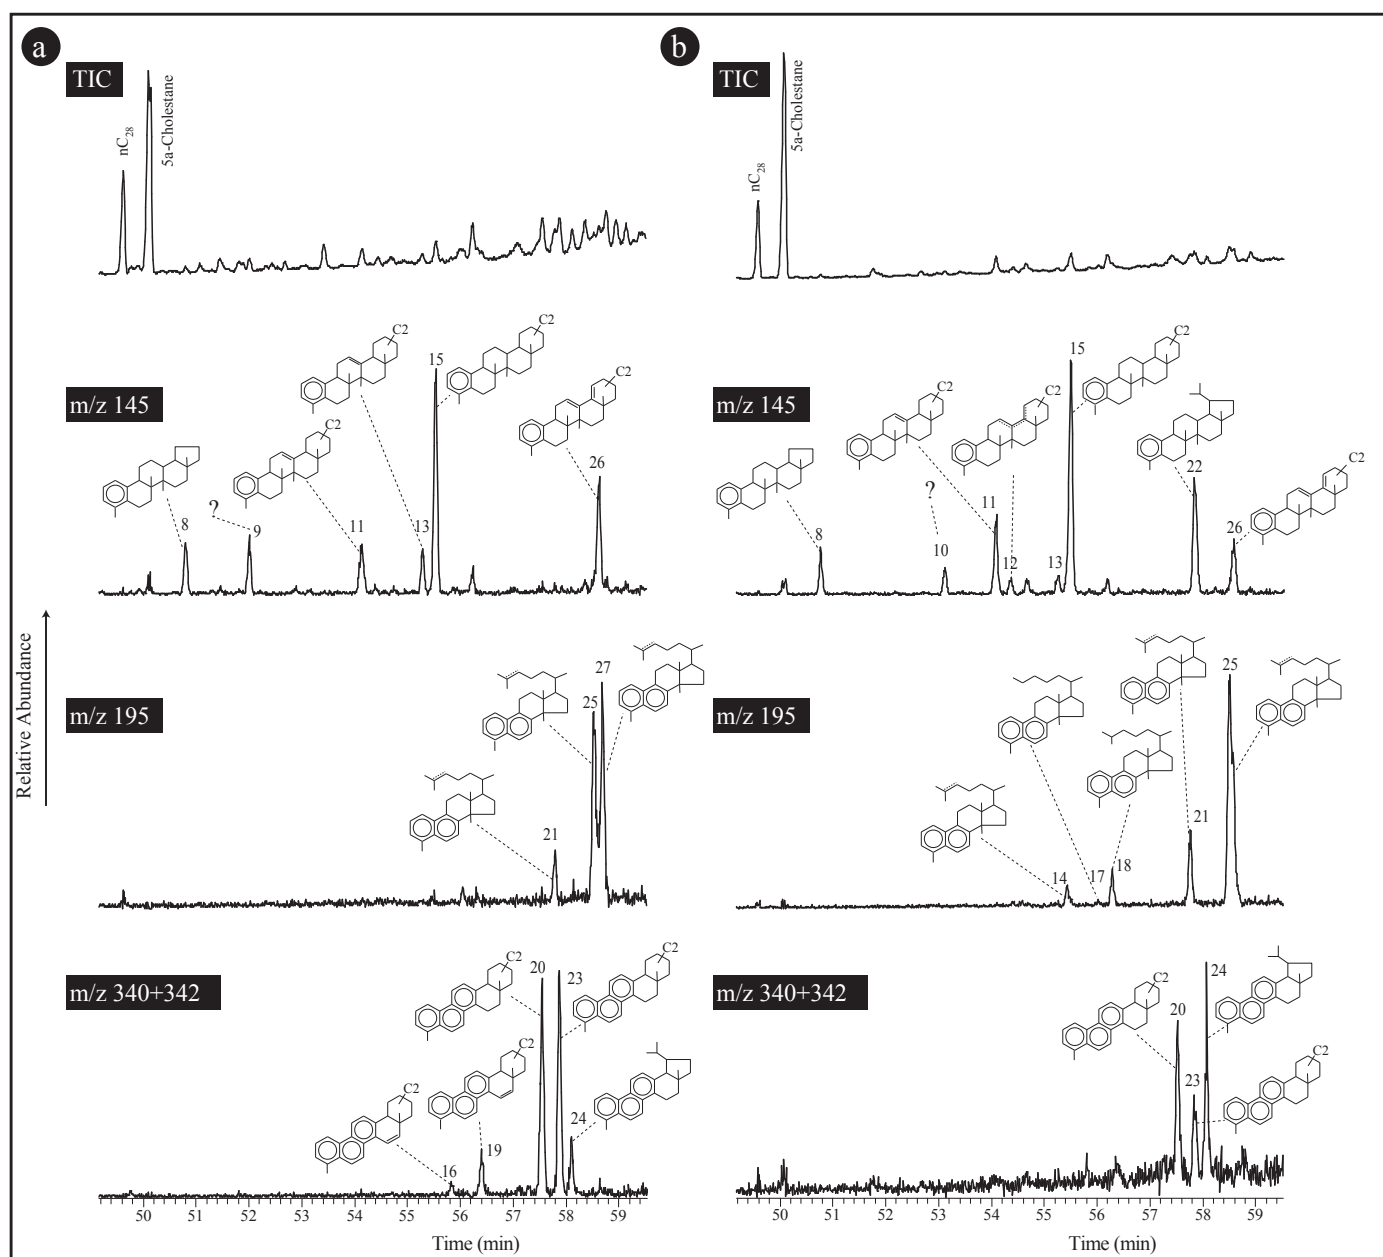 a
TIC
nC28
5a-Cholestane
m/z 145
8
?
9
C2
11
C2
13
15
C2
C2
26
m/z 195
21
25
27
m/z 340+342
C2
16
C2
19
C2
20
23
C2
24
50 51 52 53 54 55 56 57 58 59
Time (min)
Relative Abundance
b
TIC
nC28
5a-Cholestane
m/z 145
8
?
10
C2
11
C2
12
13
15
C2
22
C2
26
m/z 195
14
17
18
21
25
m/z 340+342
C2
20
23
24
C2
50 51 52 53 54 55 56 57 58 59
Time (min)